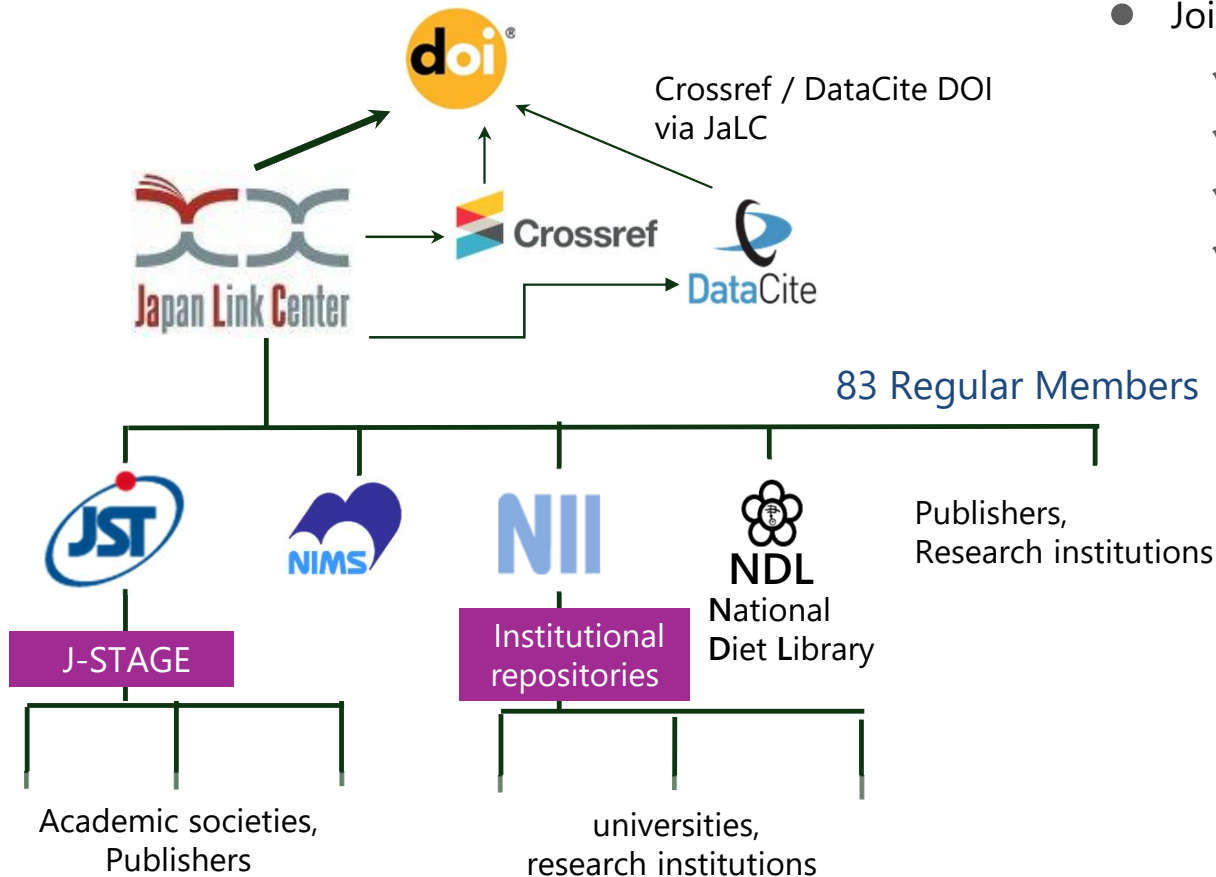 Joi
doi®
Crossref / DataCite DOI
via JaLC
Crossref
DataCite
Japan Link Center
83 Regular Members
JST
NIMS
NII
NDL
National
Diet Library
Publishers,
Research institutions
J-STAGE
Institutional
repositories
Academic societies,
Publishers
universities,
research institutions